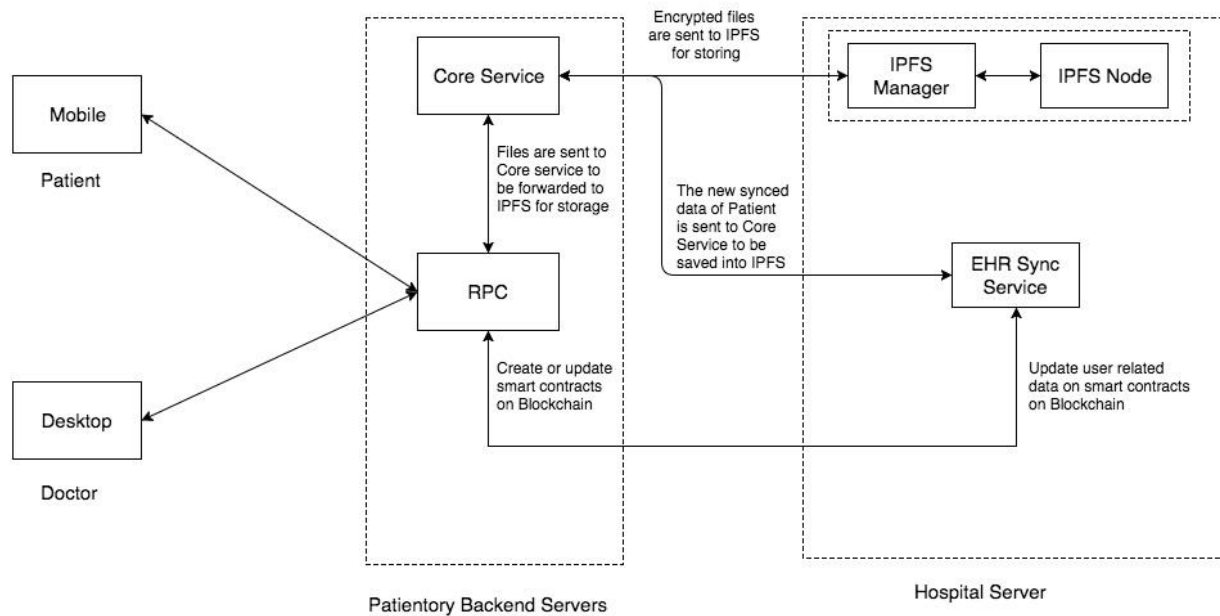 Encrypted files
are sent to IPFS
for storing
Core Service
IPFS
Manager
IPFS Node
Mobile
Patient
Files are sent to
Core service to
be forwarded to
IPFS for storage
The new synced
data of Patient
is sent to Core
Service to be
saved into IPFS
RPC
EHR Sync
Service
Create or update
smart contracts
on Blockchain
Update user related
data on smart contracts
on Blockchain
Desktop
Doctor
Patientory Backend Servers
Hospital Server